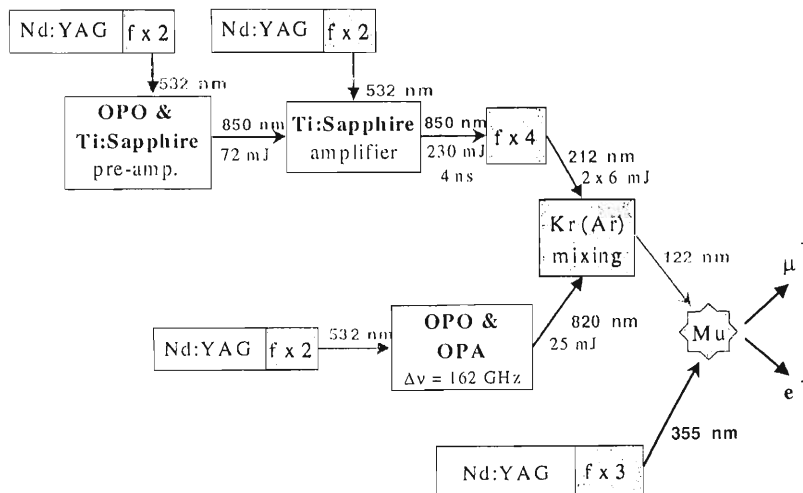 Nd:YAG f x 2
Nd:YAG f x 2
532 nm
532 nm
OPO &
Ti:Sapphire
pre-amp.
850 nm
72 mJ
Ti:Sapphire
amplifier
850 nm
230 mJ
4 ns
f x 4
212 nm
2 x 6 mJ
Kr (Ar)
mixing
122 nm
μ
Mu
e
820 nm
25 mJ
Nd:YAG f x 2
532 nm
OPO &
OPA
Δν = 162 GHz
355 nm
Nd:YAG f x 3